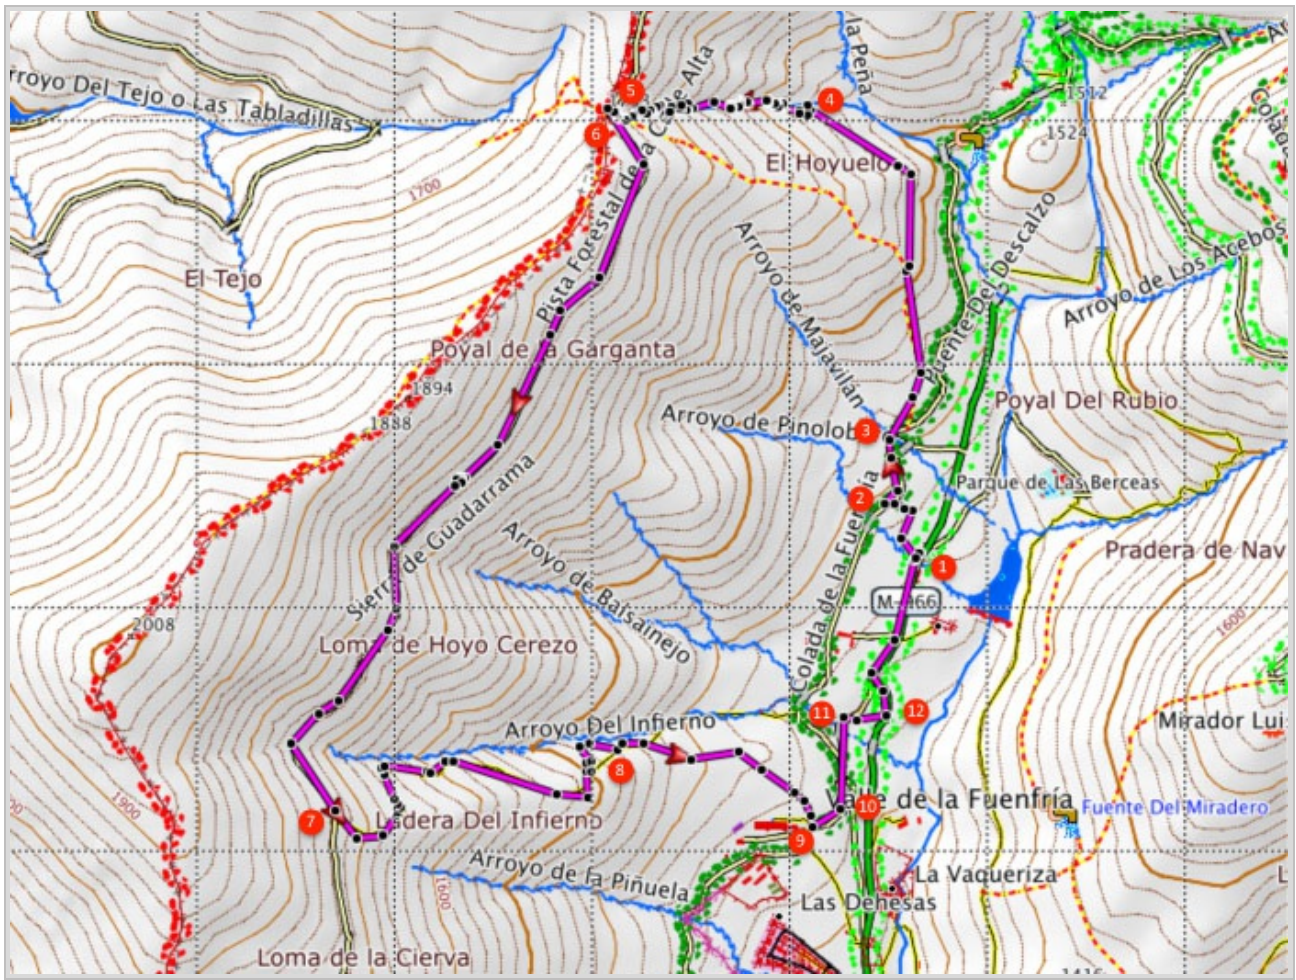 la Peña
Arroyo Del Tejo o Las Tabladillas
5
Calle Alta
4
1512
6
1524
El Hoyuelo
1700
Pista Forestal de la
Puente Del Descalzo
Arroyo de Majavilán
Arroyo de Los Acebos
El Tejo
Poyal de la Garganta
1894
Poyal Del Rubio
1888
Arroyo de Pinolobo
3
Sierra de Guadarrama
Parque de Las Berceas
2
Colada de la Fuenfría
Arroyo de Balsainejo
Pradera de Nav
1
M-966
1600
2008
Loma de Hoyo Cerezo
11
12
Arroyo Del Infierno
Mirador Lui
8
1900
Valle de la Fuenfría
10
Fuente Del Miradero
7
Ladera Del Infierno
9
Arroyo de la Piñuela
La Vaqueriza
1600
Las Dehesas
Loma de la Cierva